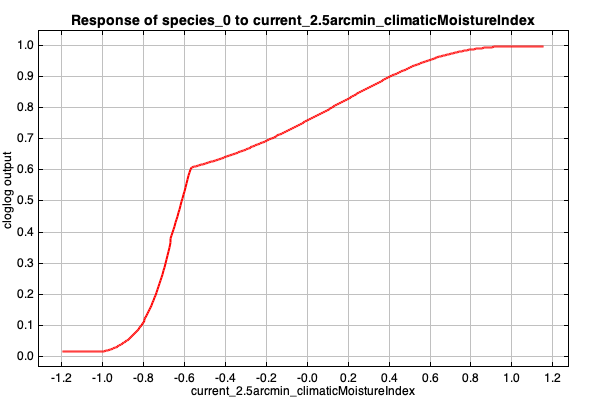 Response of species_0 to current_2.5arcmin_climaticMoistureIndex
1.0
0.9
0.8
0.7
0.6
0.5
0.4
0.3
0.2
0.1
0.0
cloglog output
-1.2 -1.0 -0.8 -0.6 -0.4 -0.2 0.0 0.2 0.4 0.6 0.8 1.0 1.2
current_2.5arcmin_climaticMoistureIndex